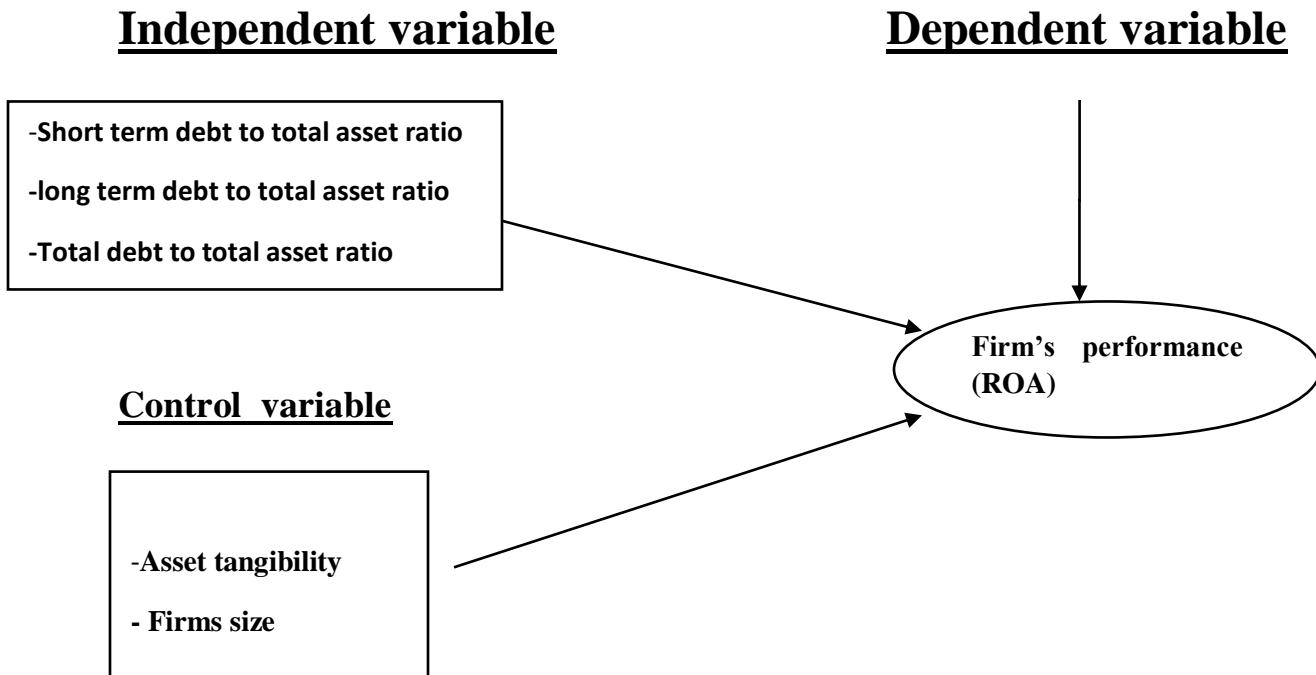 Independent variable
Dependent variable
-Short term debt to total asset ratio
-long term debt to total asset ratio
-Total debt to total asset ratio
Firm’s performance
(ROA)
Control variable
-Asset tangibility
- Firms size